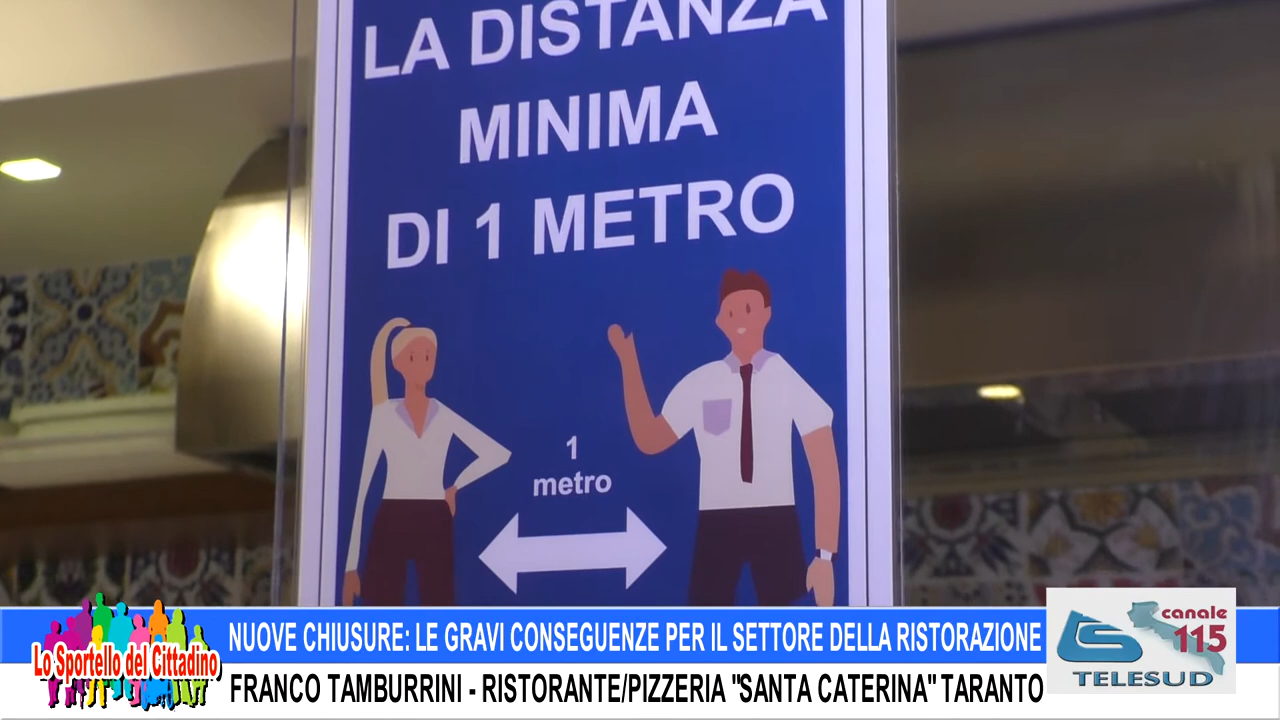 LA DISTANZA
MINIMA
DI 1 METRO
1
metro
NUOVE CHIUSURE: LE GRAVI CONSEGUENZE PER IL SETTORE DELLA RISTORAZIONE
Lo Sportello del Cittadino
FRANCO TAMBURRINI - RISTORANTE/PIZZERIA "SANTA CATERINA" TARANTO
canale
115
TS
TELESUD